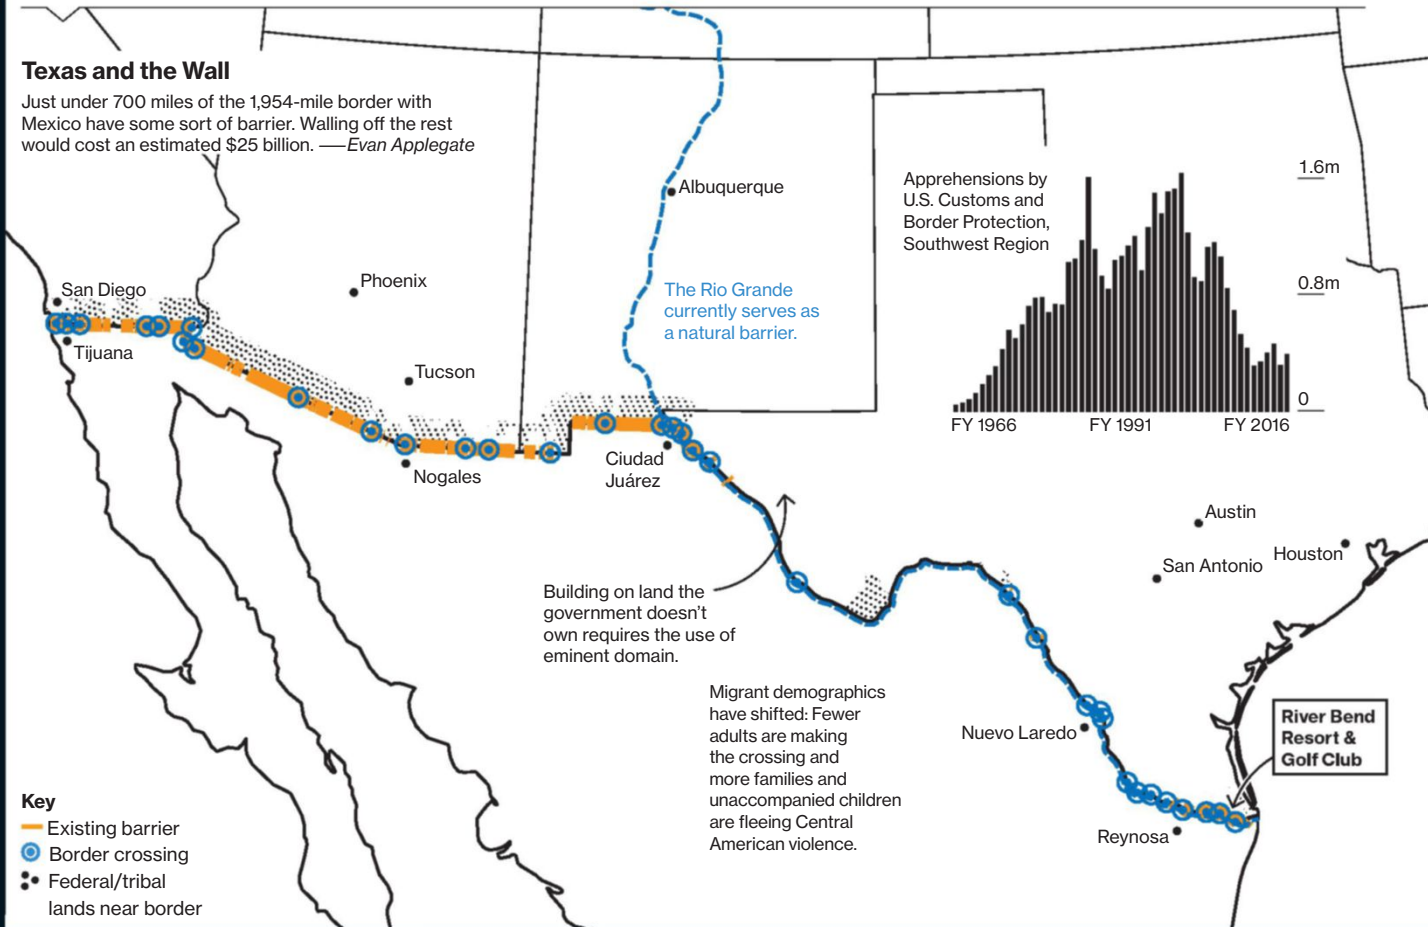 Texas and the Wall
Just under 700 miles of the 1,954-mile border with
Mexico have some sort of barrier. Walling off the rest
would cost an estimated $25 billion. ——Evan Applegate
Albuquerque
Apprehensions by
U.S. Customs and
Border Protection,
Southwest Region
1.6m
0.8m
0
FY 1966
FY 1991
FY 2016
San Diego
Phoenix
The Rio Grande
currently serves as
a natural barrier.
Tijuana
Tucson
Nogales
Ciudad
Juárez
Austin
Houston
San Antonio
Building on land the
government doesn’t
own requires the use of
eminent domain.
Migrant demographics
have shifted: Fewer
adults are making
the crossing and
more families and
unaccompanied children
are fleeing Central
American violence.
Nuevo Laredo
River Bend
Resort &
Golf Club
Reynosa
Key
Existing barrier
Border crossing
Federal/tribal
lands near border